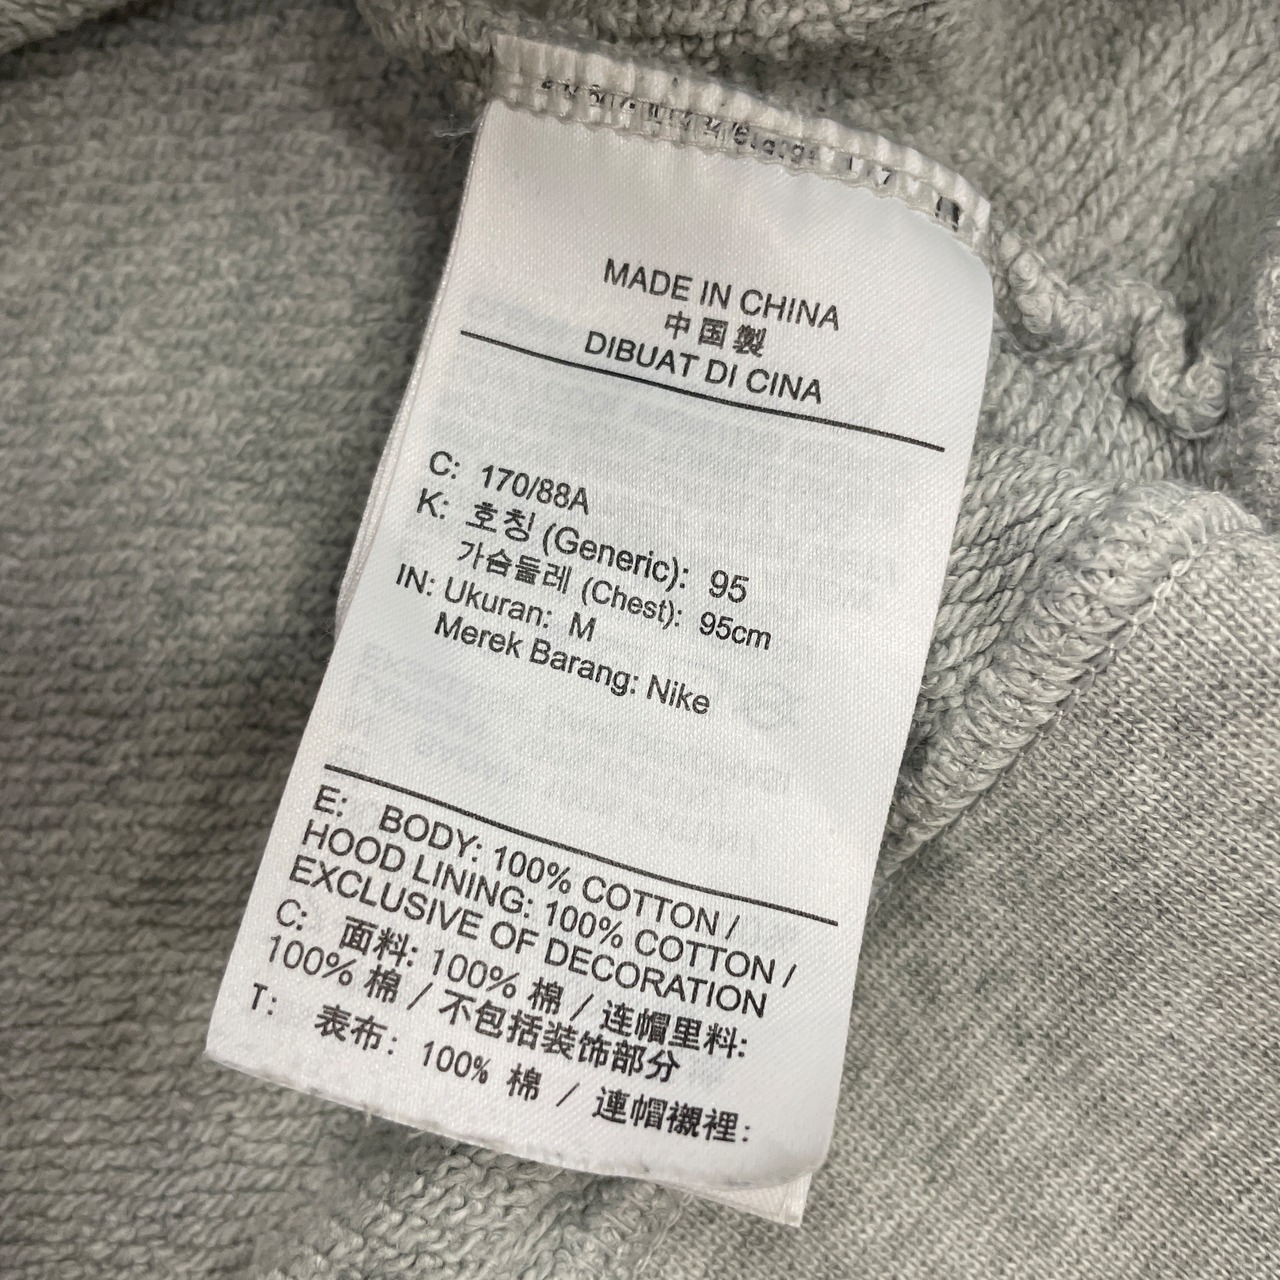 MADE IN CHINA
中国製
DIBUAT DI CINA
C: 170/88A
K: 호칭 (Generic): 95
가슴둘레 (Chest): 95cm
IN: Ukuran: M
Merek Barang: Nike
E: BODY: 100% COTTON /
HOOD LINING: 100% COTTON /
EXCLUSIVE OF DECORATION
C: 面料: 100% 棉 / 连帽里料:
100% 棉 / 不包括装饰部分
T: 表布: 100% 棉 / 連帽襯裡: